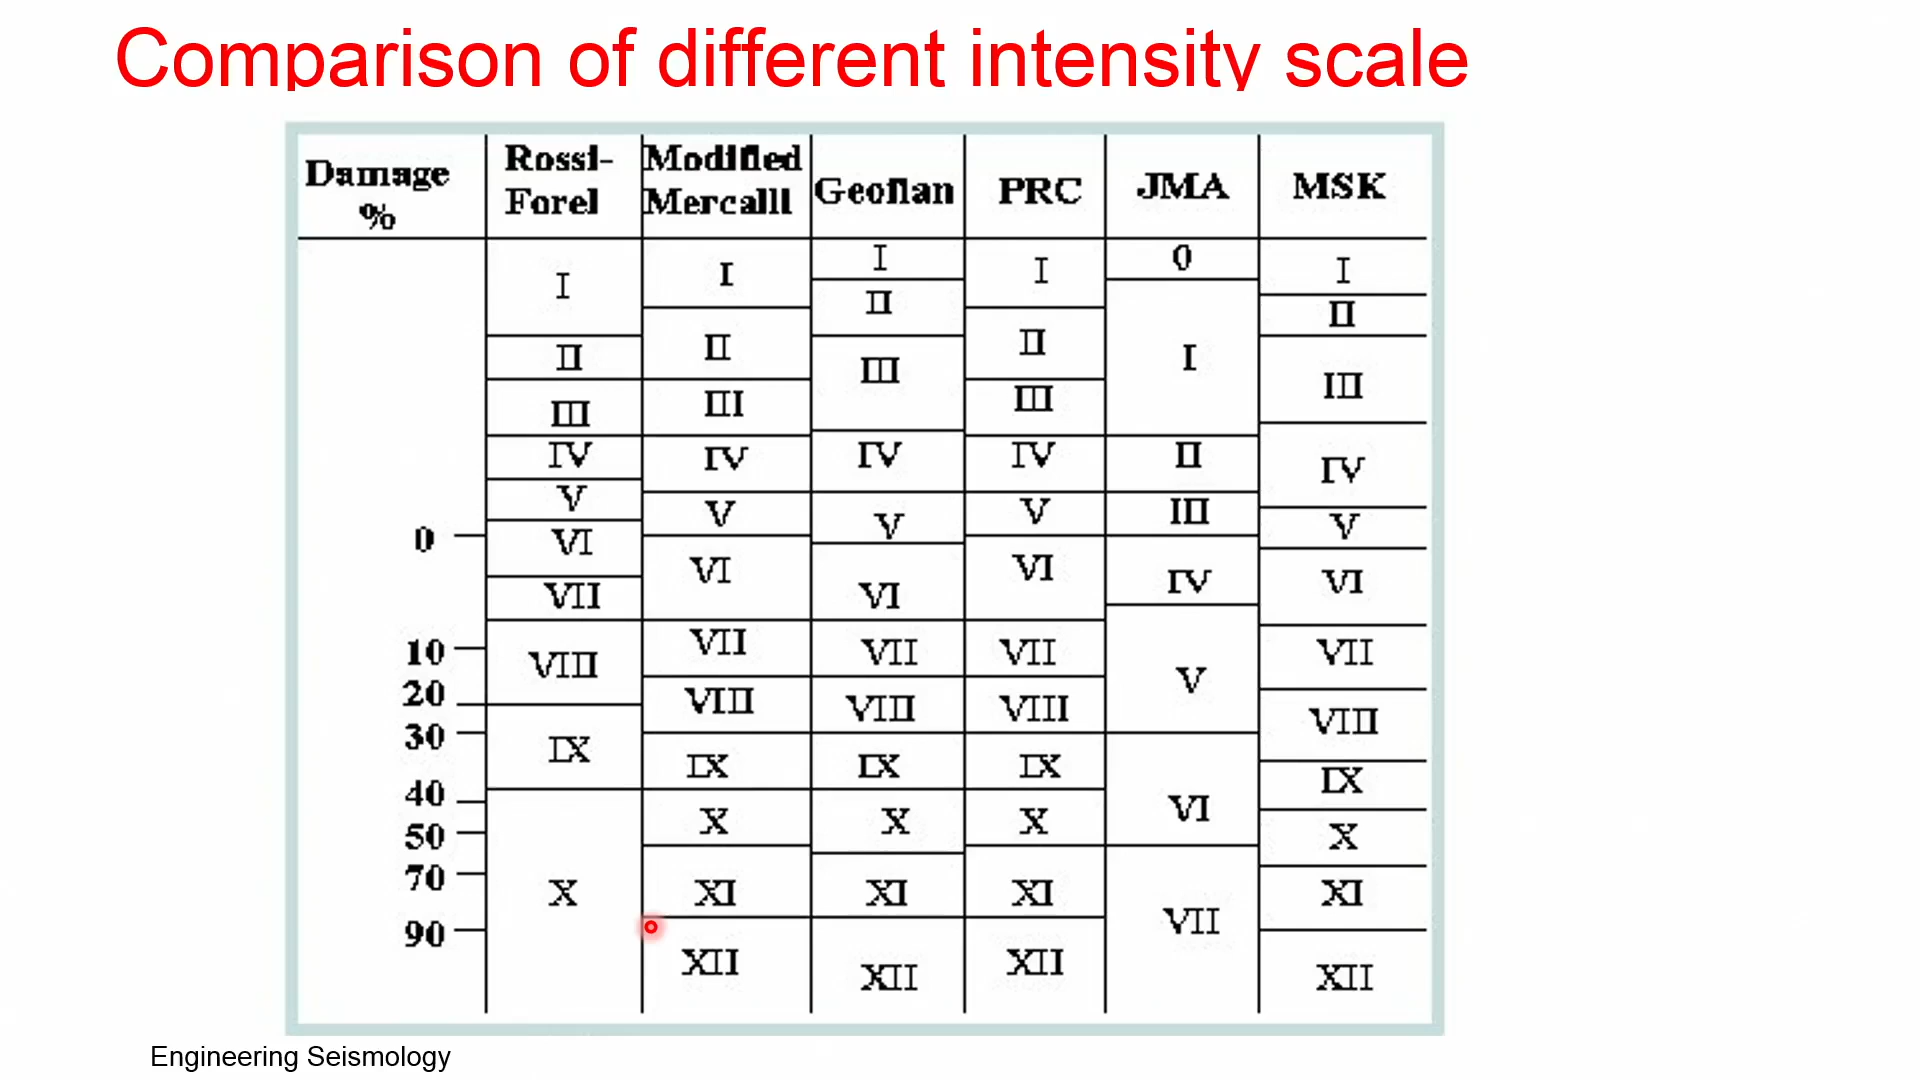 Comparison of different intensity scale
Damage % Rossi-Forel Modified Mercalli Geofian PRC JMA MSK
I I I I 0 I
II II II II I II
III III III III II III
IV IV IV IV III IV
0 V V V V IV V
VI VI VI VI V VI
VII VII VII VII VI VII
10 VIII VIII VIII VIII VII VIII
20 IX IX IX IX IX
30 X X X X X
40 XI XI XI XI
50 XII XII XII XII
70
90
Engineering Seismology